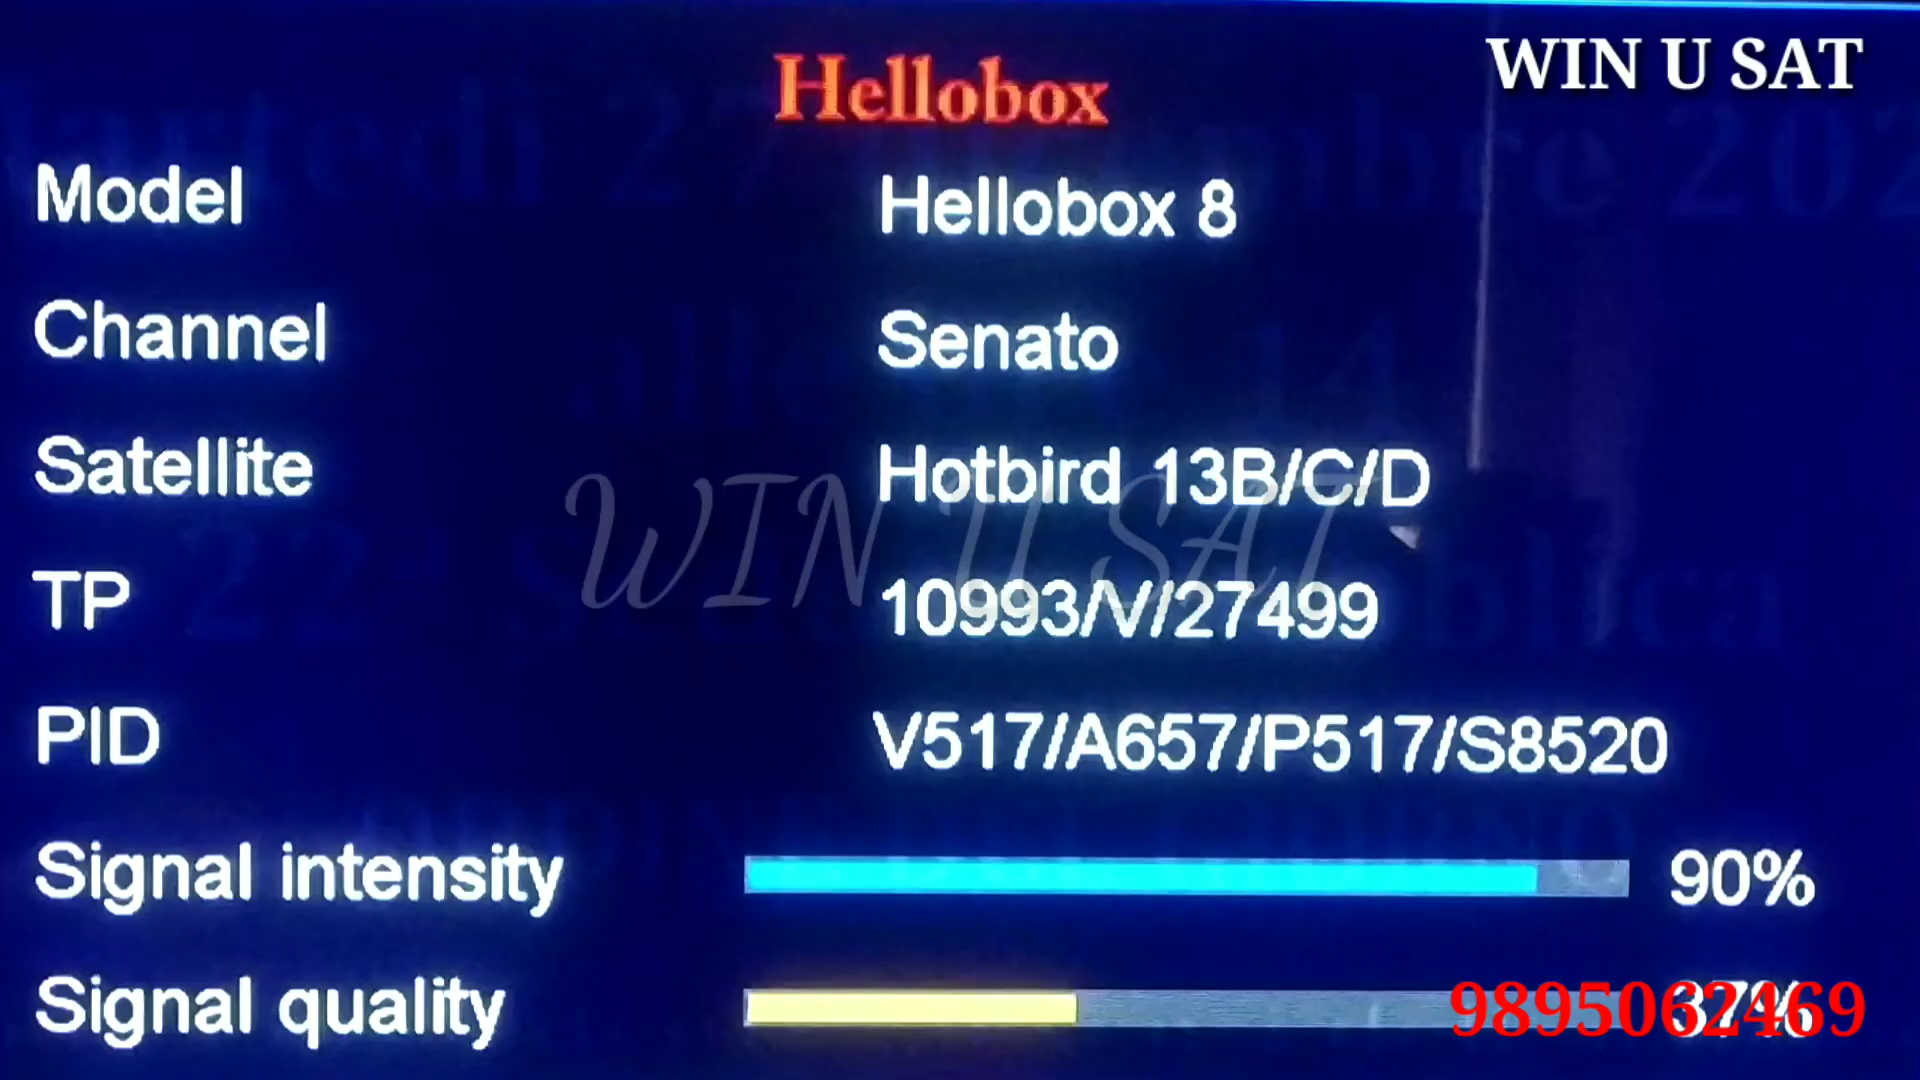 Hellobox
WIN U SAT
Model Hellobox 8
Channel Senato
Satellite Hotbird 13B/C/D
WIN U SAT
TP 10993/V/27499
PID V517/A657/P517/S8520
Signal intensity 90%
Signal quality 37%
9895062469